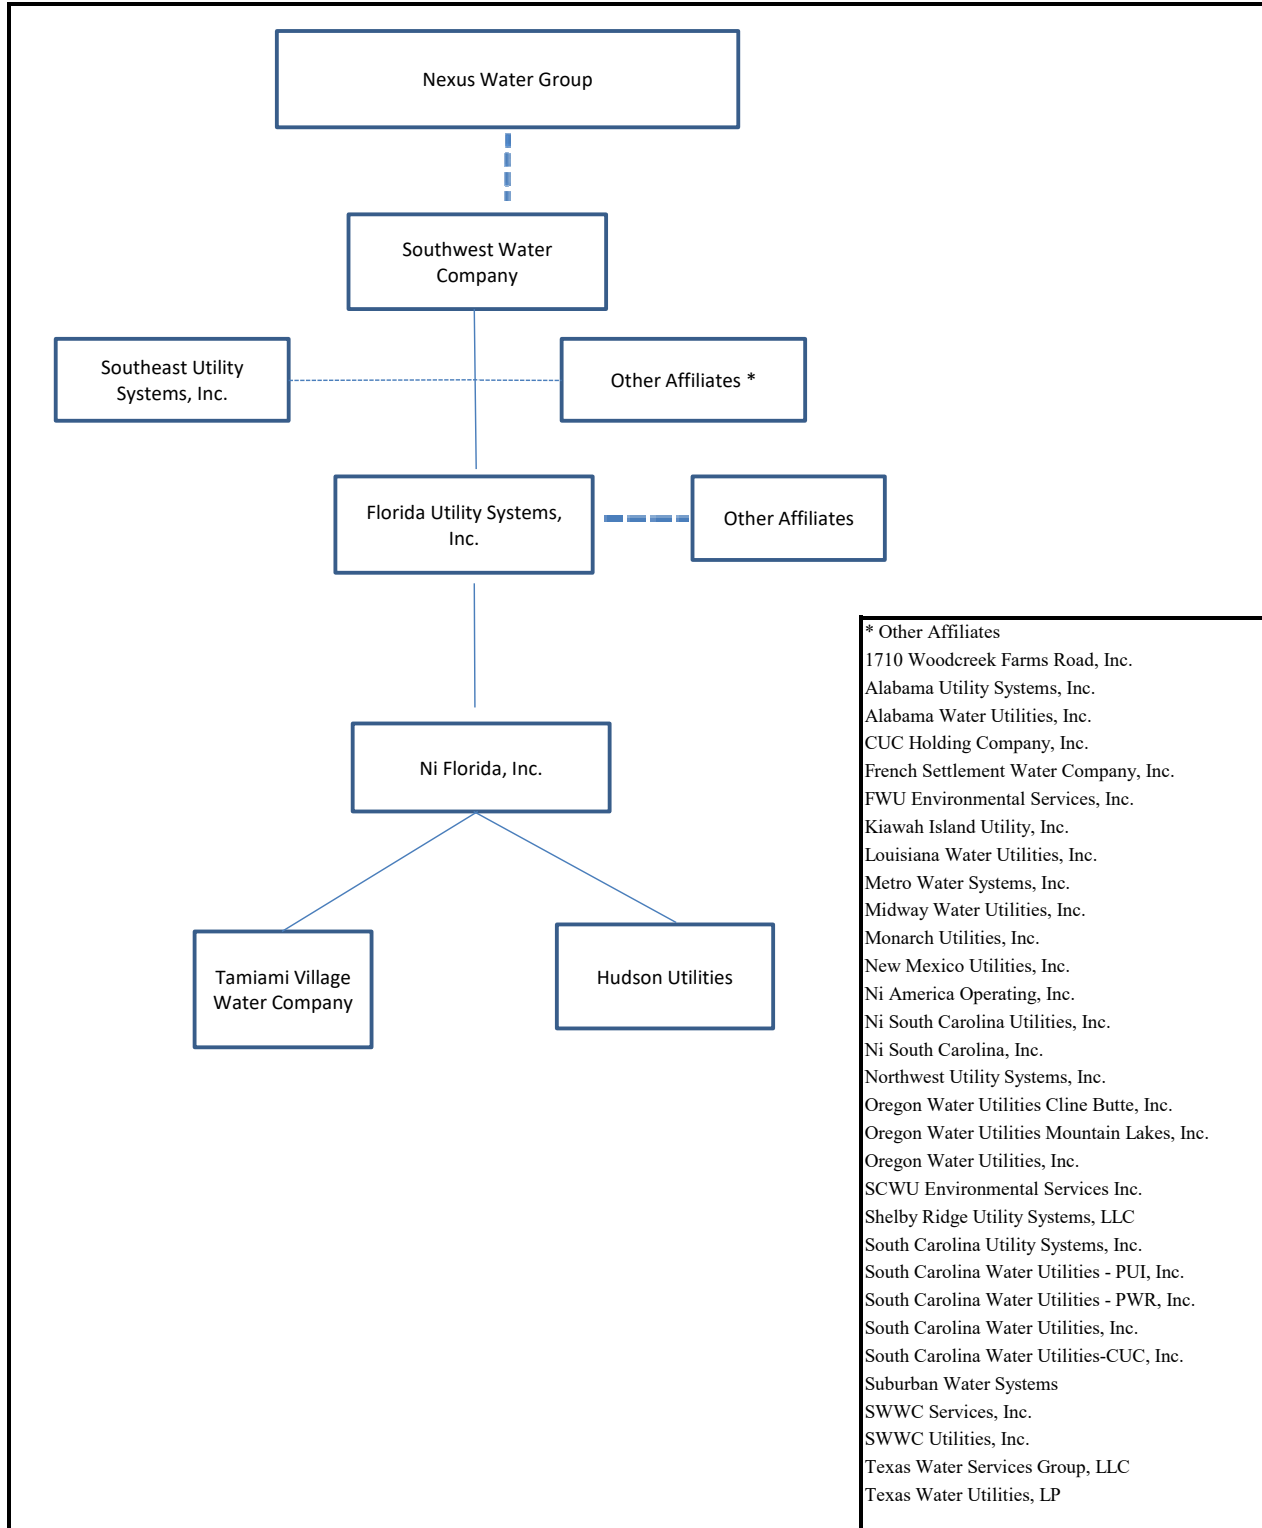 Nexus Water Group
Southwest Water
Company
Southeast Utility
Systems, Inc.
Other Affiliates *
Florida Utility Systems,
Inc.
Other Affiliates
Ni Florida, Inc.
Tamiami Village
Water Company
Hudson Utilities
* Other Affiliates
1710 Woodcreek Farms Road, Inc.
Alabama Utility Systems, Inc.
Alabama Water Utilities, Inc.
CUC Holding Company, Inc.
French Settlement Water Company, Inc.
FWU Environmental Services, Inc.
Kiawah Island Utility, Inc.
Louisiana Water Utilities, Inc.
Metro Water Systems, Inc.
Midway Water Utilities, Inc.
Monarch Utilities, Inc.
New Mexico Utilities, Inc.
Ni America Operating, Inc.
Ni South Carolina Utilities, Inc.
Ni South Carolina, Inc.
Northwest Utility Systems, Inc.
Oregon Water Utilities Cline Butte, Inc.
Oregon Water Utilities Mountain Lakes, Inc.
Oregon Water Utilities, Inc.
SCWU Environmental Services Inc.
Shelby Ridge Utility Systems, LLC
South Carolina Utility Systems, Inc.
South Carolina Water Utilities - PUI, Inc.
South Carolina Water Utilities - PWR, Inc.
South Carolina Water Utilities, Inc.
South Carolina Water Utilities-CUC, Inc.
Suburban Water Systems
SWWC Services, Inc.
SWWC Utilities, Inc.
Texas Water Services Group, LLC
Texas Water Utilities, LP